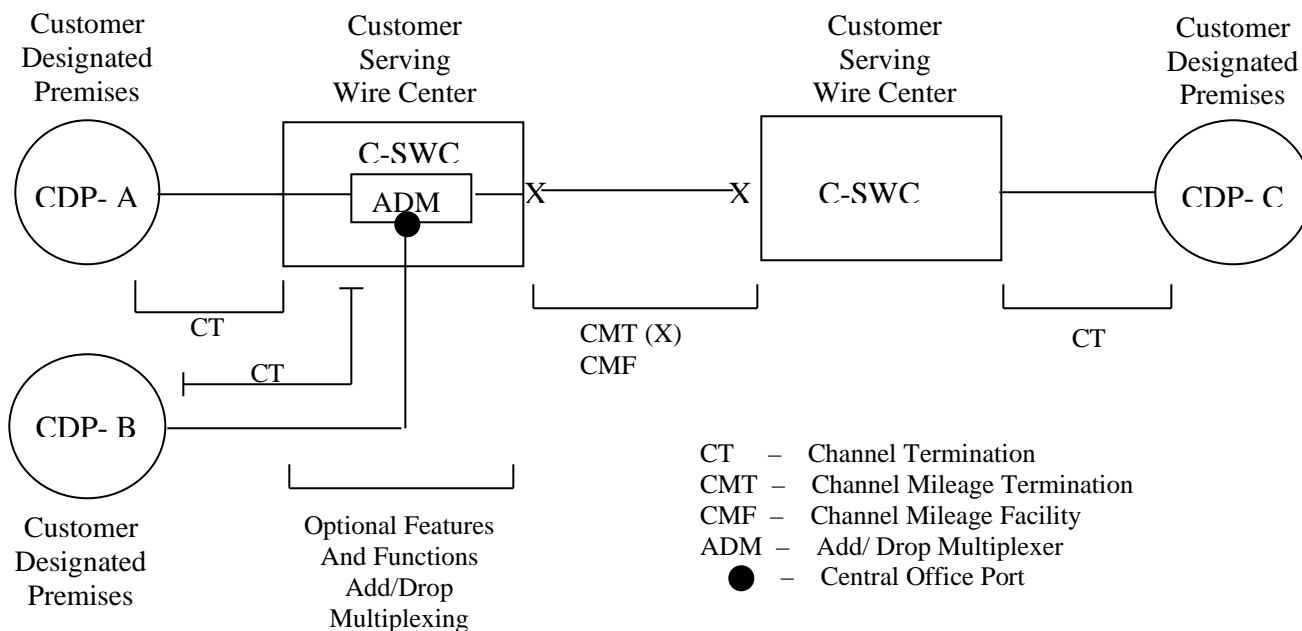 Customer
Designated
Premises
Customer
Serving
Wire Center
Customer
Serving
Wire Center
Customer
Designated
Premises
CDP- A
C-SWC
ADM
X
X
C-SWC
CDP- C
CT
CMT (X)
CMF
CT
CT
CDP- B
Customer
Designated
Premises
Optional Features
And Functions
Add/Drop
Multiplexing
CT – Channel Termination
CMT – Channel Mileage Termination
CMF – Channel Mileage Facility
ADM – Add/ Drop Multiplexer
– Central Office Port